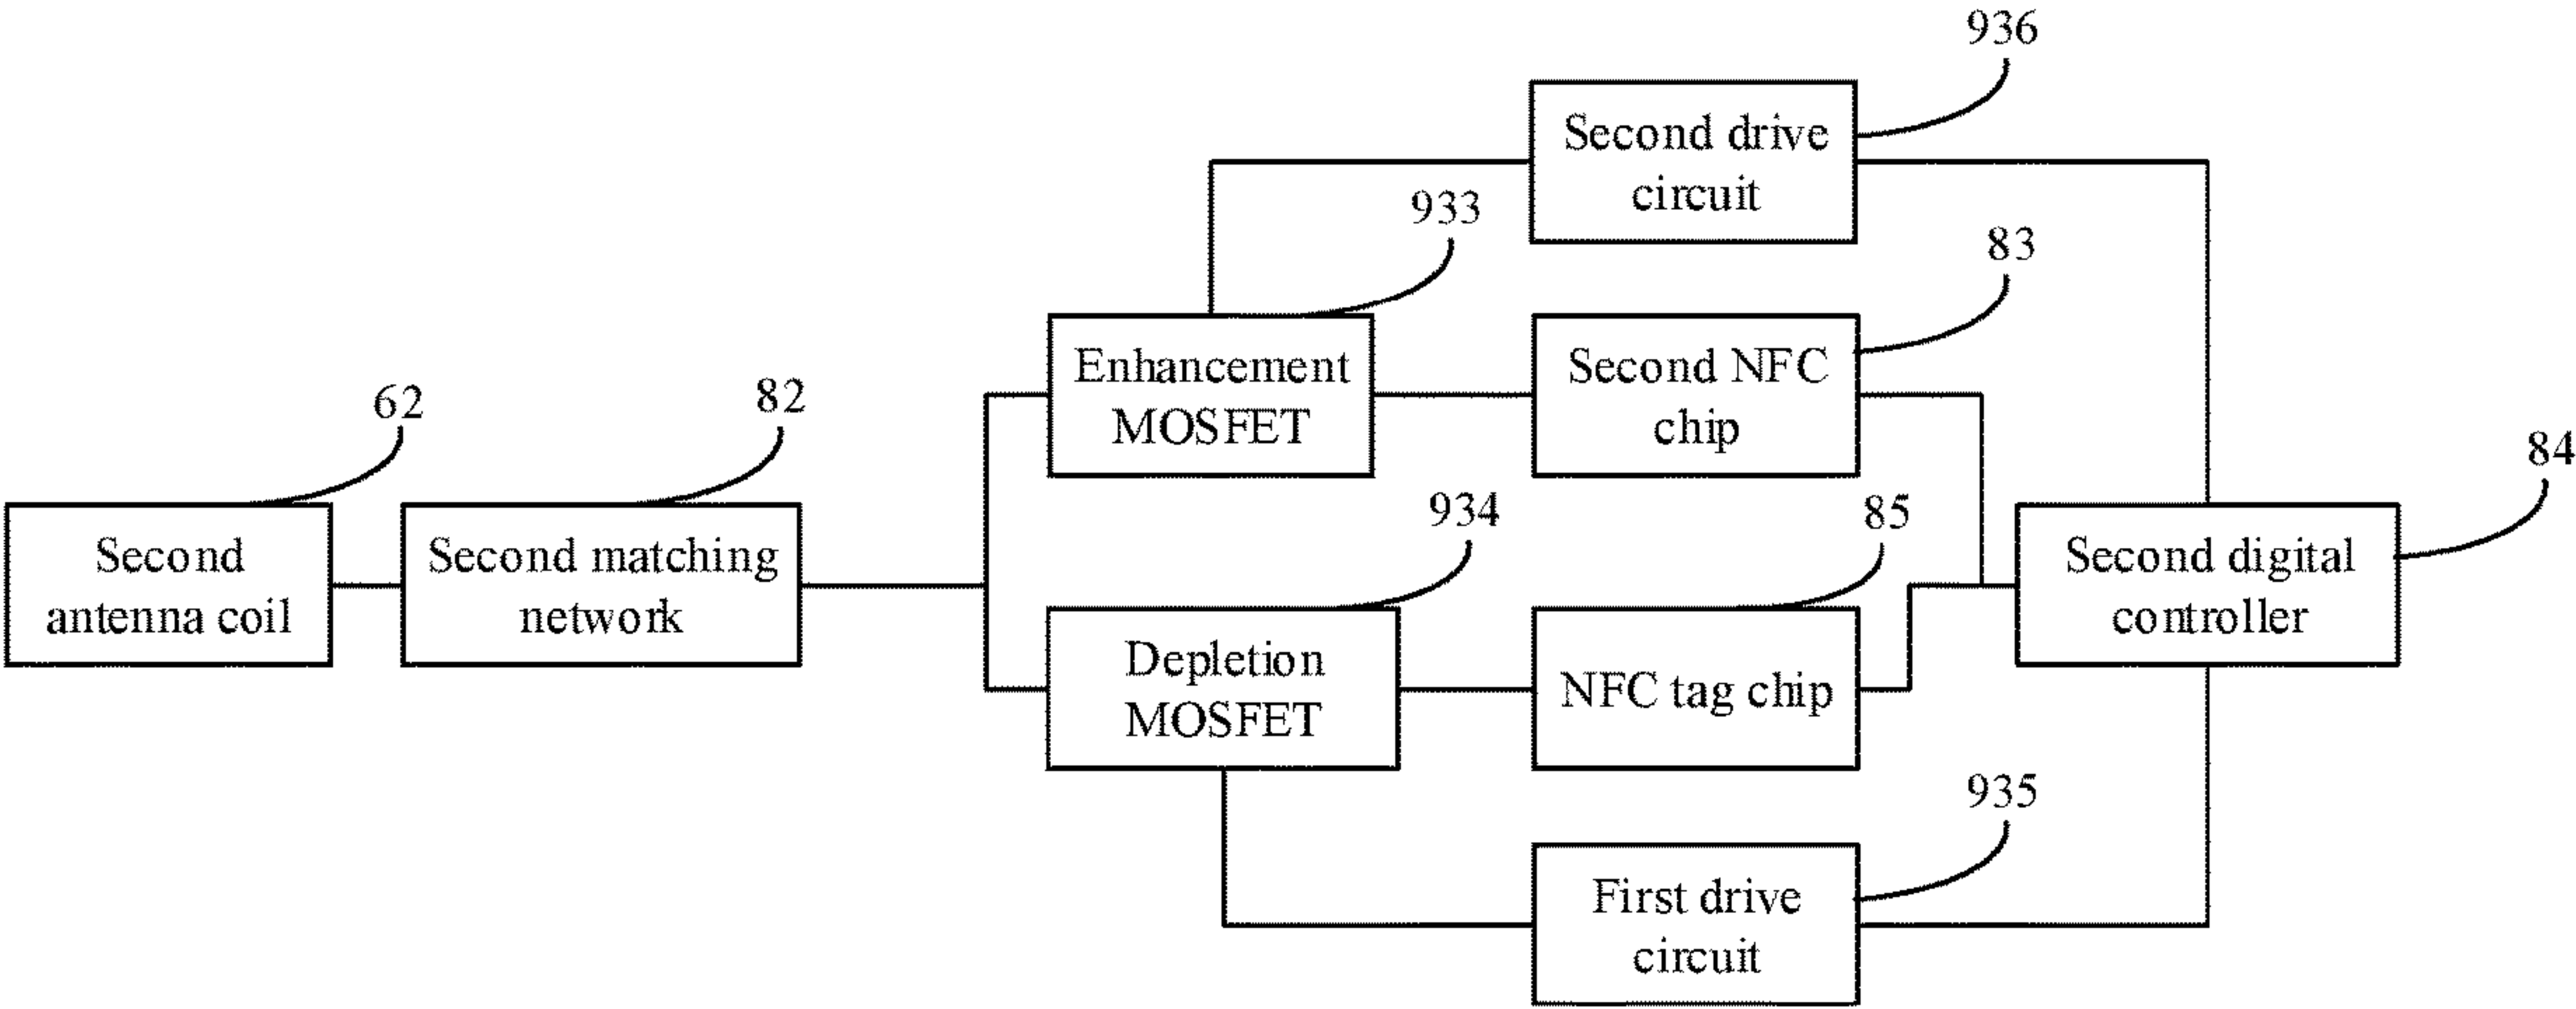 936
Second drive
circuit
933
83
Enhancement
MOSFET
Second NFC
chip
62
82
84
Second
antenna coil
Second matching
network
934
85
Second digital
controller
Depletion
MOSFET
NFC tag chip
935
First drive
circuit